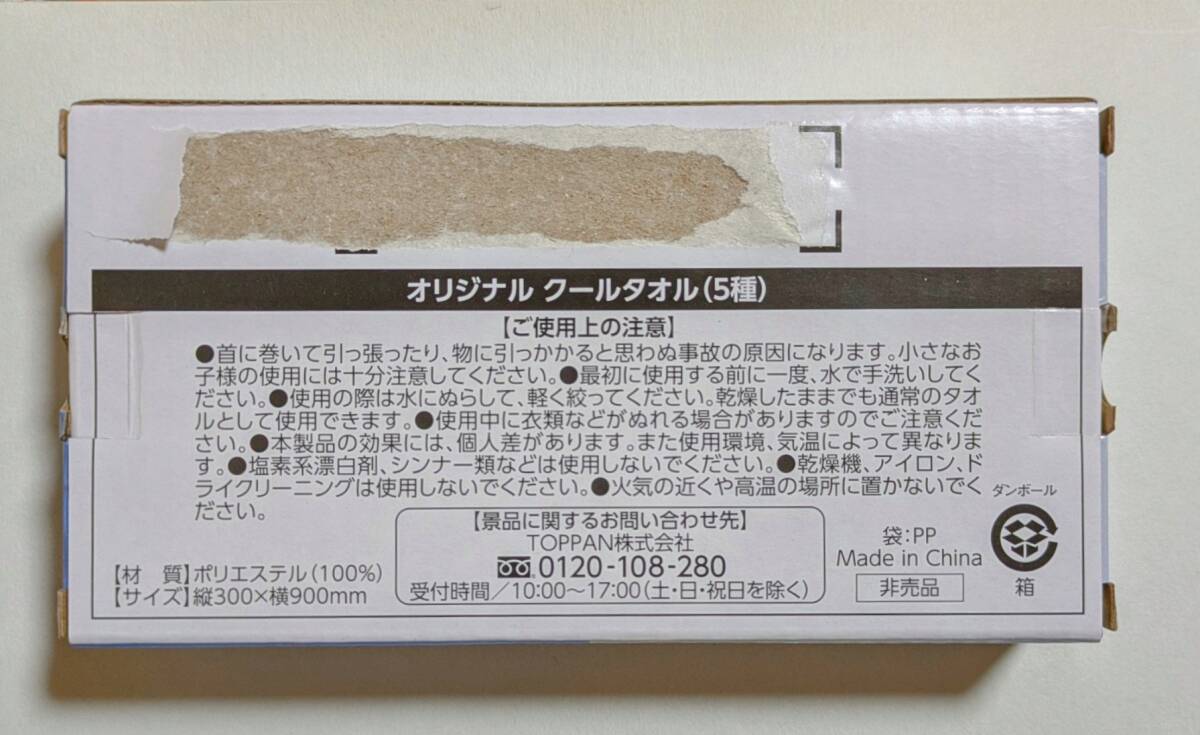 オリジナル クールタオル(5種)
【ご使用上の注意】
●首に巻いて引っ張ったり、物に引っかかると思わぬ事故の原因になります。小さなお
子様の使用には十分注意してください。●最初に使用する前に一度、水で手洗いしてく
ださい。●使用の際は水にぬらして、軽く絞ってください。乾燥したままでも通常のタオ
ルとして使用できます。●使用中に衣類などがぬれる場合がありますのでご注意くだ
さい。●本製品の効果には、個人差があります。また使用環境、気温によって異なりま
す。●塩素系漂白剤、シンナー類などは使用しないでください。●乾燥機、アイロン、ド
ライクリーニングは使用しないでください。●火気の近くや高温の場所に置かないでく
ださい。
【材　質】ポリエステル(100%)
【サイズ】縦300×横900mm
【景品に関するお問い合わせ先】
TOPPAN株式会社
0120-108-280
受付時間/10:00〜17:00(土・日・祝日を除く)
袋:PP
Made in China
非売品
ダンボール
箱